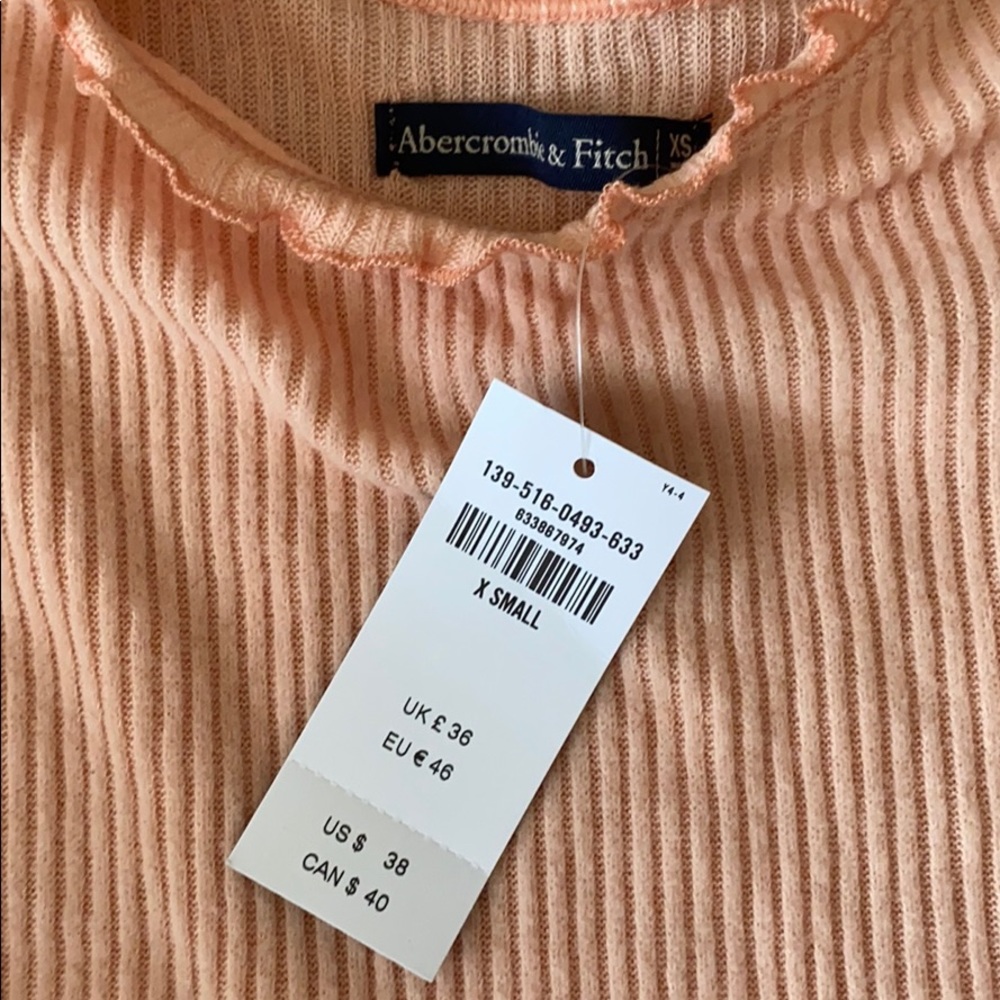 Abercrombie & Fitch XS
Y4-4
139-516-0493-633
633867974
X SMALL
UK £ 36
EU € 46
US $ 38
CAN $ 40